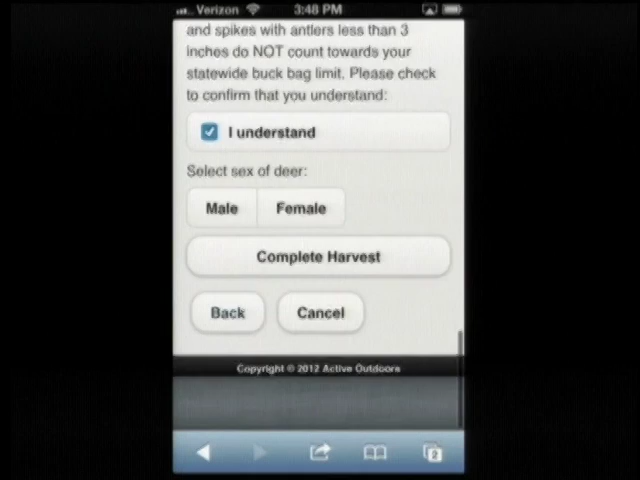 Verizon 3:48 PM
and spikes with antlers less than 3
inches do NOT count towards your
statewide buck bag limit. Please check
to confirm that you understand:
I understand
Select sex of deer:
Male Female
Complete Harvest
Back Cancel
Copyright © 2012 Active Outdoors
2